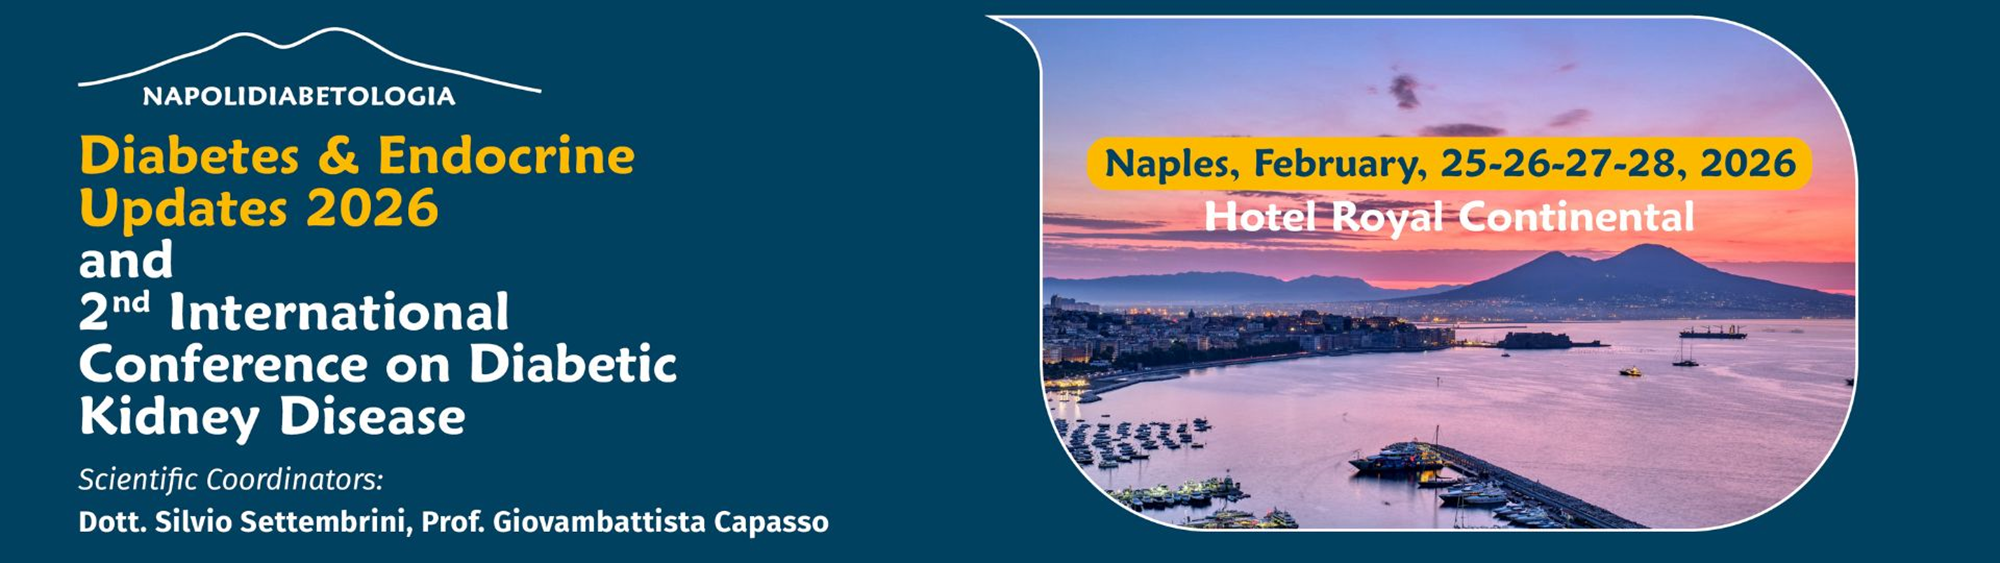 NAPOLIDIABETOLOGIA
Diabetes & Endocrine
Updates 2026
and
2nd International
Conference on Diabetic
Kidney Disease
Scientific Coordinators:
Dott. Silvio Settembrini, Prof. Giovambattista Capasso
Naples, February, 25-26-27-28, 2026
Hotel Royal Continental